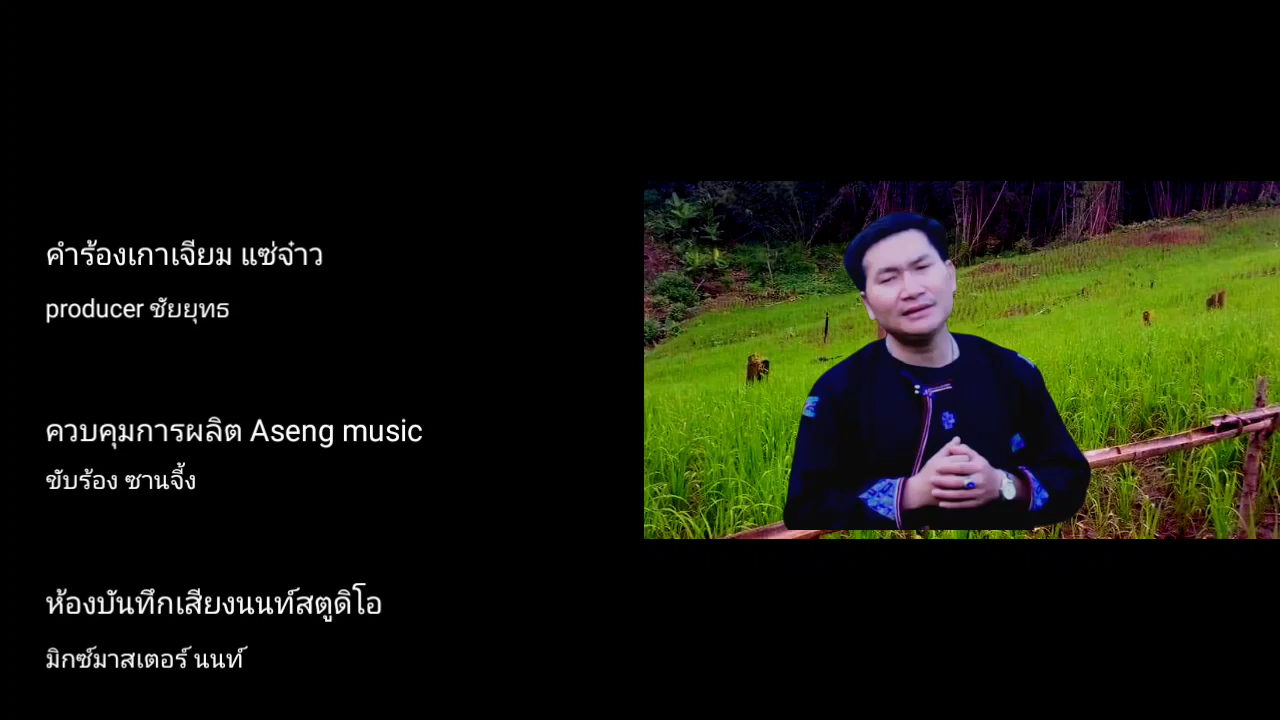 คำร้องเกาเจียม แซ่จ๋าว
producer ชัยยุทธ
ควบคุมการผลิต Aseng music
ขับร้อง ซานจิ้ง
ห้องบันทึกเสียงนนท์สตูดิโอ
มิกซ์มาสเตอร์ นนท์